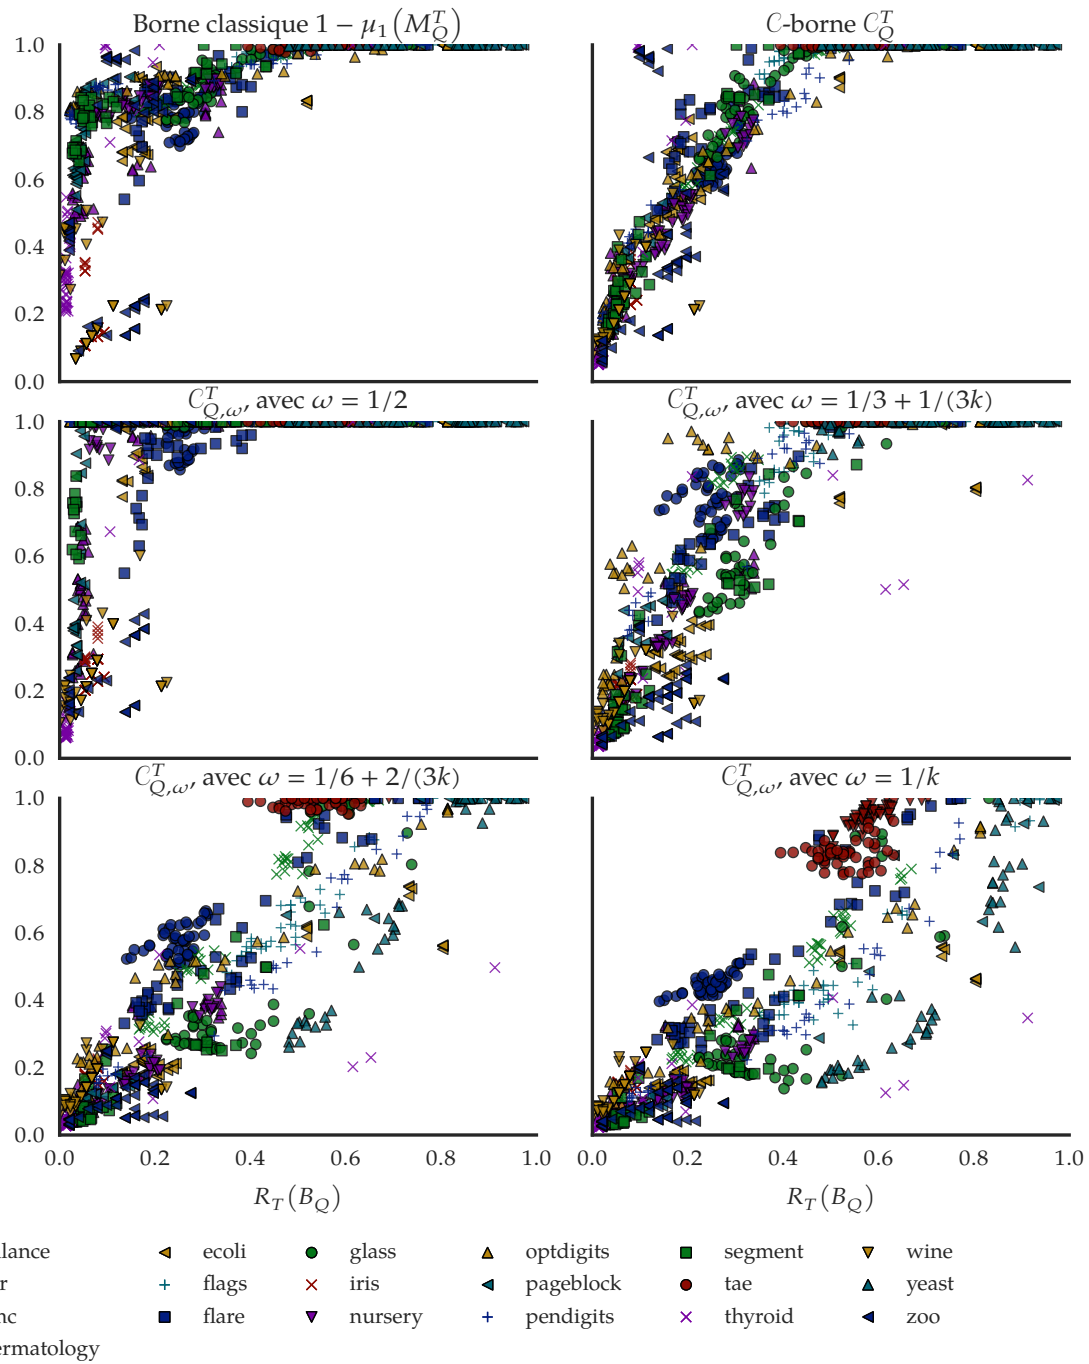 Borne classique 1 − μ₁(M_Q^T)
C-borne C_Q^T
1.0
0.8
0.6
0.4
0.2
0.0
C_{Q,ω}^T, avec ω = 1/2
C_{Q,ω}^T, avec ω = 1/3 + 1/(3k)
1.0
0.8
0.6
0.4
0.2
0.0
C_{Q,ω}^T, avec ω = 1/6 + 2/(3k)
C_{Q,ω}^T, avec ω = 1/k
1.0
0.8
0.6
0.4
0.2
0.0
0.0 0.2 0.4 0.6 0.8 1.0
0.0 0.2 0.4 0.6 0.8 1.0
R_T(B_Q)
R_T(B_Q)
lance ecoli glass optdigits segment wine
r flags iris pageblock tae yeast
nc flare nursery pendigits thyroid zoo
ermatology